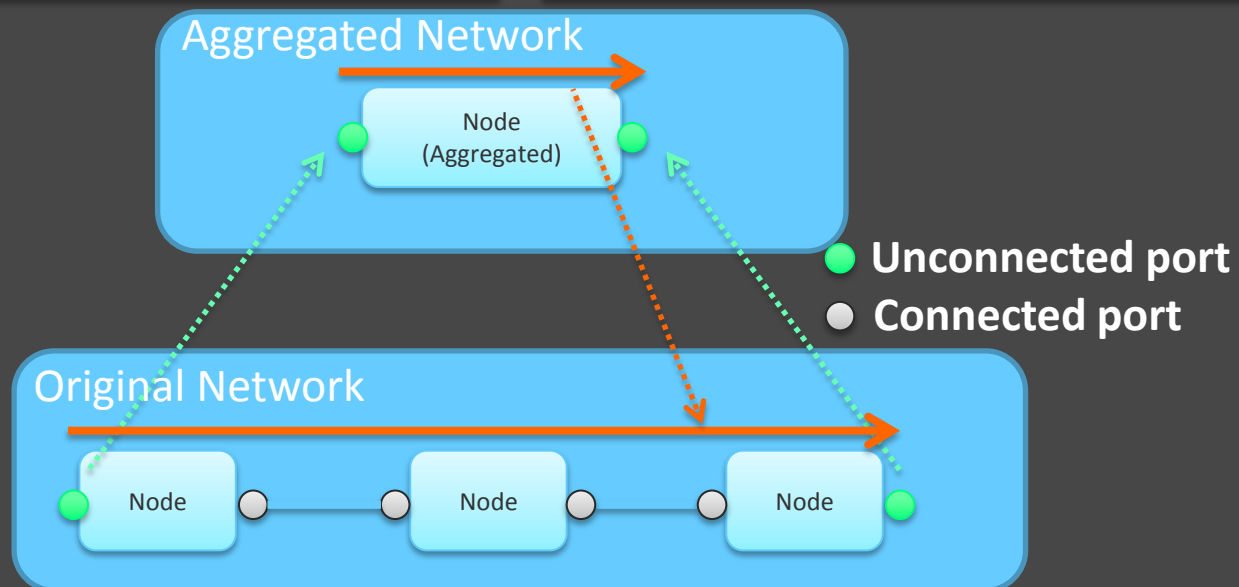 Aggregated Network
Node
(Aggregated)
Unconnected port
Connected port
Original Network
Node
Node
Node